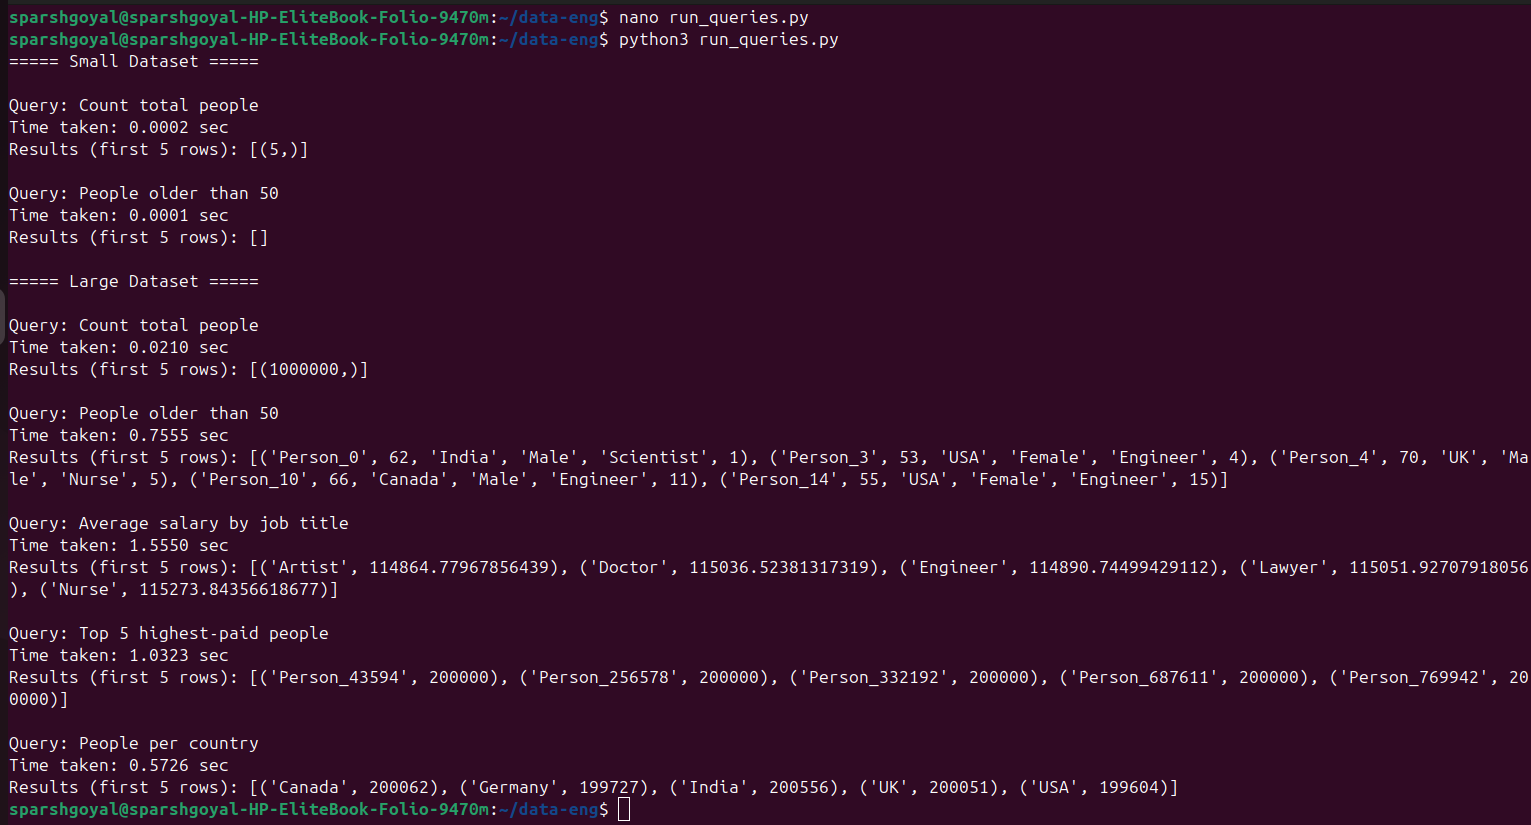 sparshgoyal@sparshgoyal-HP-EliteBook-Folio-9470m:~/data-eng$ nano run_queries.py
sparshgoyal@sparshgoyal-HP-EliteBook-Folio-9470m:~/data-eng$ python3 run_queries.py
===== Small Dataset =====
Query: Count total people
Time taken: 0.0002 sec
Results (first 5 rows): [(5,)]
Query: People older than 50
Time taken: 0.0001 sec
Results (first 5 rows): []
===== Large Dataset =====
Query: Count total people
Time taken: 0.0210 sec
Results (first 5 rows): [(1000000,)]
Query: People older than 50
Time taken: 0.7555 sec
Results (first 5 rows): [('Person_0', 62, 'India', 'Male', 'Scientist', 1), ('Person_3', 53, 'USA', 'Female', 'Engineer', 4), ('Person_4', 70, 'UK', 'Ma
le', 'Nurse', 5), ('Person_10', 66, 'Canada', 'Male', 'Engineer', 11), ('Person_14', 55, 'USA', 'Female', 'Engineer', 15)]
Query: Average salary by job title
Time taken: 1.5550 sec
Results (first 5 rows): [('Artist', 114864.77967856439), ('Doctor', 115036.52381317319), ('Engineer', 114890.74499429112), ('Lawyer', 115051.92707918056
), ('Nurse', 115273.84356618677)]
Query: Top 5 highest-paid people
Time taken: 1.0323 sec
Results (first 5 rows): [('Person_43594', 200000), ('Person_256578', 200000), ('Person_332192', 200000), ('Person_687611', 200000), ('Person_769942', 20
0000)]
Query: People per country
Time taken: 0.5726 sec
Results (first 5 rows): [('Canada', 200062), ('Germany', 199727), ('India', 200556), ('UK', 200051), ('USA', 199604)]
sparshgoyal@sparshgoyal-HP-EliteBook-Folio-9470m:~/data-eng$